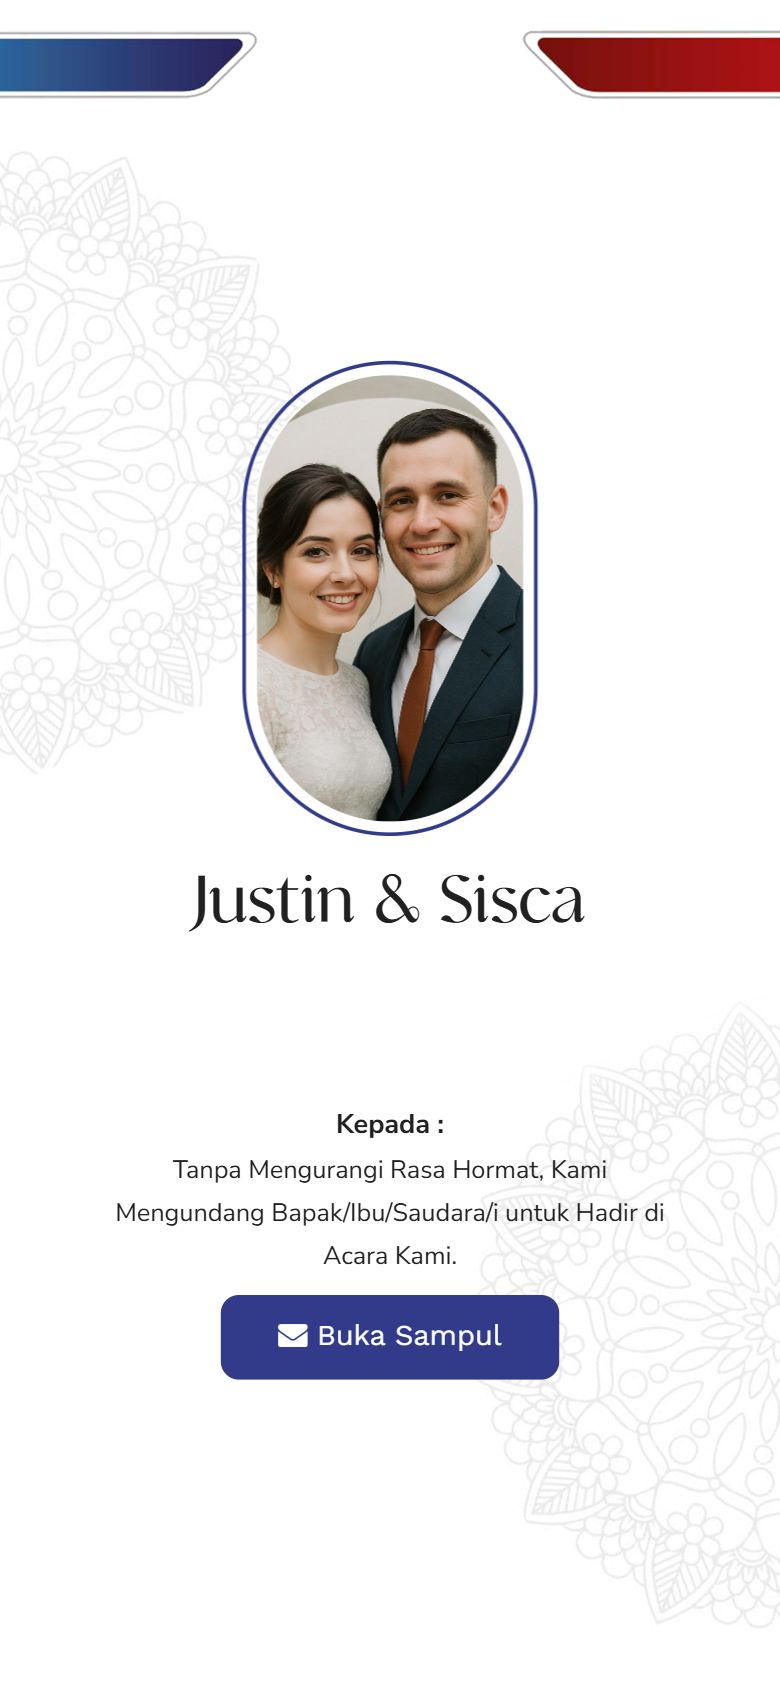 Justin & Sisca
Kepada :
Tanpa Mengurangi Rasa Hormat, Kami
Mengundang Bapak/Ibu/Saudara/i untuk Hadir di
Acara Kami.
Buka Sampul